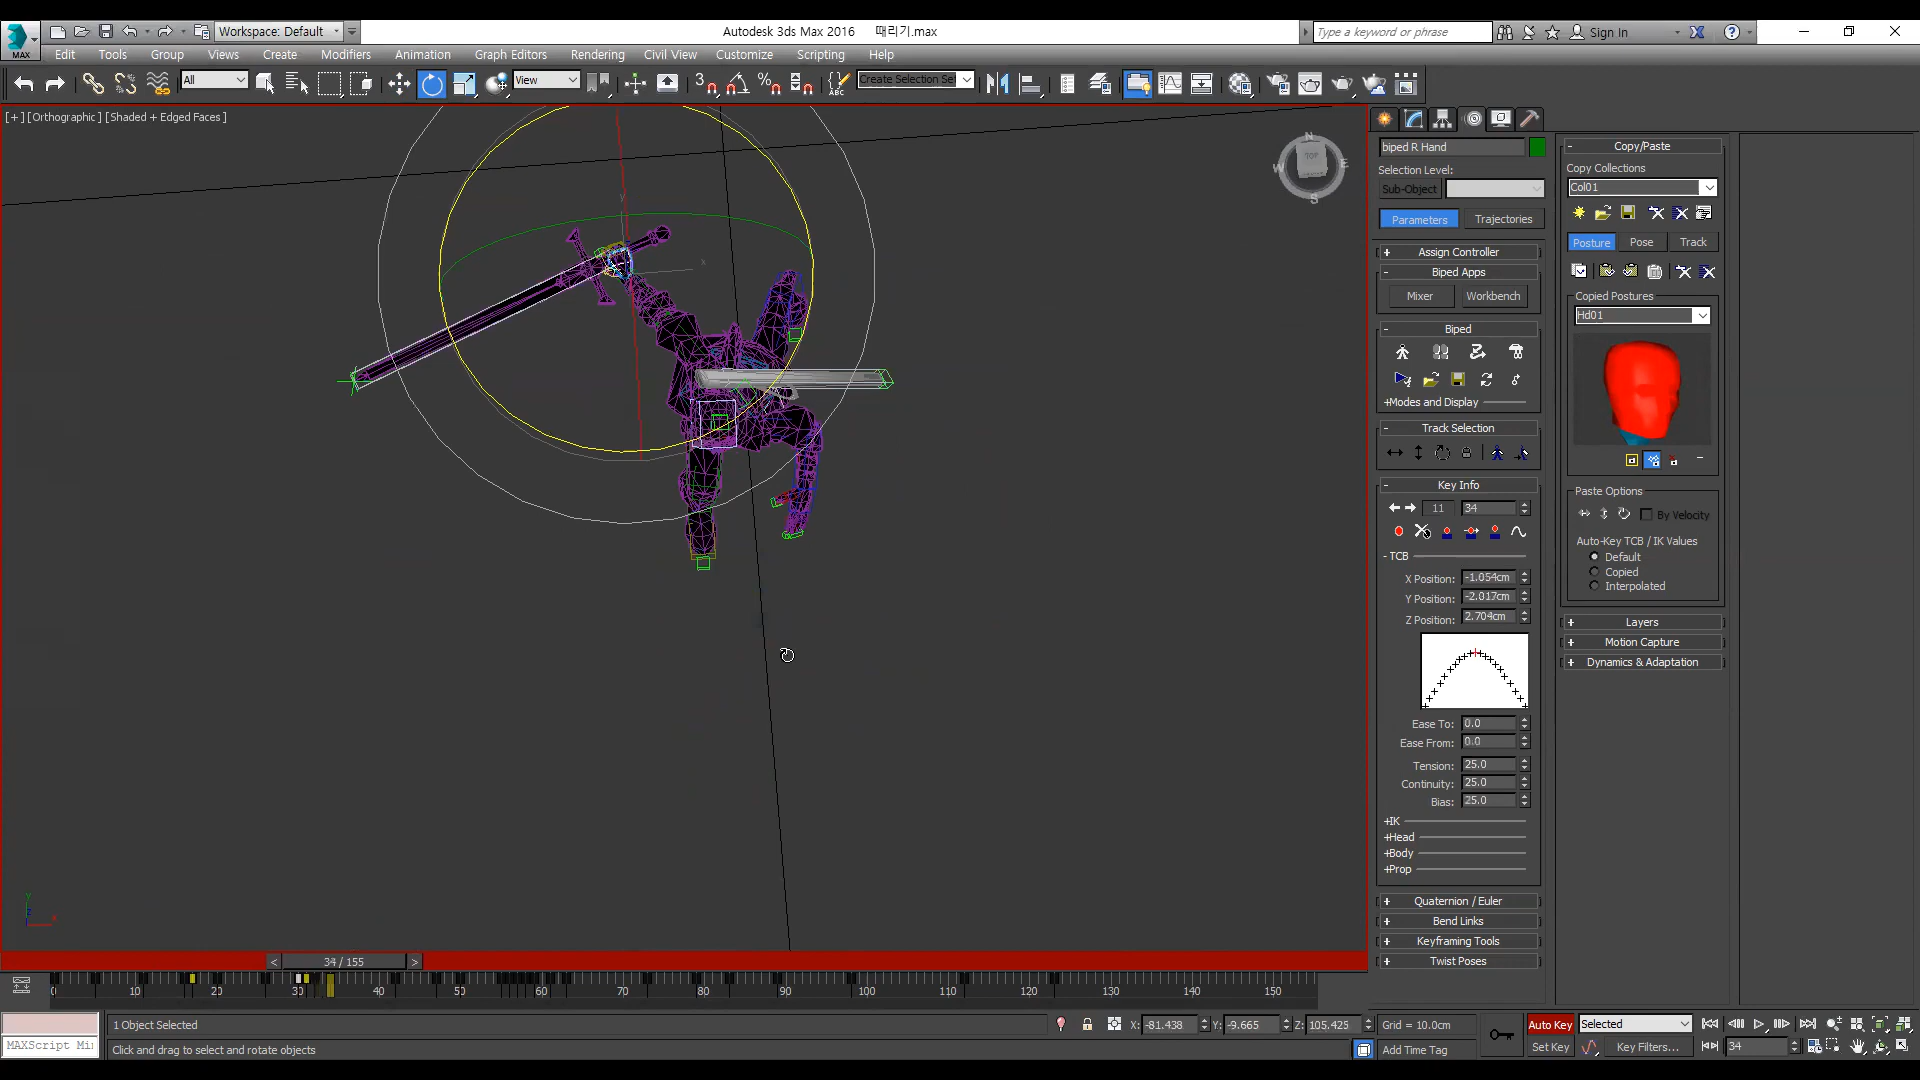 MAX
Workspace: Default
Autodesk 3ds Max 2016 때리기.max
Type a keyword or phrase
Sign In
Edit Tools Group Views Create Modifiers Animation Graph Editors Rendering Civil View Customize Scripting Help
All
View
3
%
ABC
Create Selection Se
[+] [Orthographic ] [Shaded + Edged Faces ]
TOP
N
W
E
S
y
x
biped R Hand
Selection Level:
Sub-Object
Parameters Trajectories
+ Assign Controller
- Biped Apps
Mixer Workbench
- Biped
+Modes and Display
- Track Selection
- Key Info
11 34
- TCB
X Position: -1.054cm
Y Position: -2.017cm
Z Position: 2.704cm
Ease To: 0.0
Ease From: 0.0
Tension: 25.0
Continuity: 25.0
Bias: 25.0
+IK
+Head
+Body
+Prop
+ Quaternion / Euler
+ Bend Links
+ Keyframing Tools
+ Twist Poses
- Copy/Paste
Copy Collections
Col01
Posture Pose Track
Copied Postures
Hd01
Paste Options
By Velocity
Auto-Key TCB / IK Values
Default
Copied
Interpolated
+ Layers
+ Motion Capture
+ Dynamics & Adaptation
< 34 / 155 >
0 10 20 30 40 50 60 70 80 90 100 110 120 130 140 150
1 Object Selected
X: -81.438 Y: -9.665 Z: 105.425 Grid = 10.0cm
Auto Key Selected
MAXScript Mi
Click and drag to select and rotate objects
Add Time Tag
Set Key Key Filters... 34